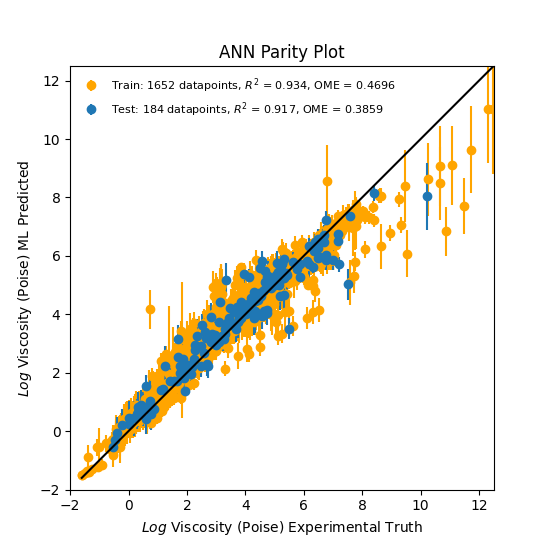 ANN Parity Plot
Train: 1652 datapoints, R² = 0.934, OME = 0.4696
Test: 184 datapoints, R² = 0.917, OME = 0.3859
12
10
8
6
4
2
0
−2
Log Viscosity (Poise) ML Predicted
−2 0 2 4 6 8 10 12
Log Viscosity (Poise) Experimental Truth